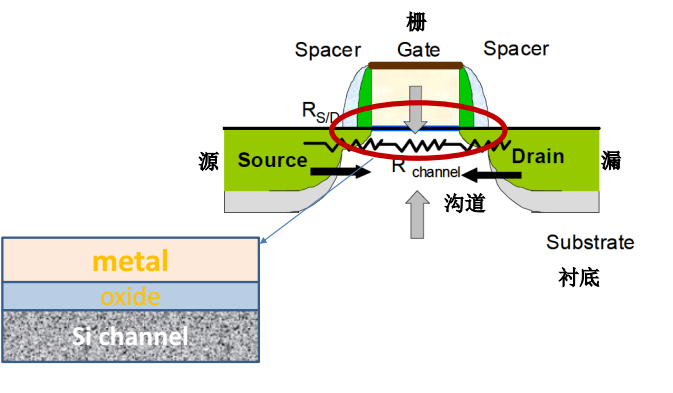 栅
Spacer
Gate
Spacer
RS/D
源
Source
R channel
Drain
漏
沟道
Substrate
衬底
metal
oxide
Si channel